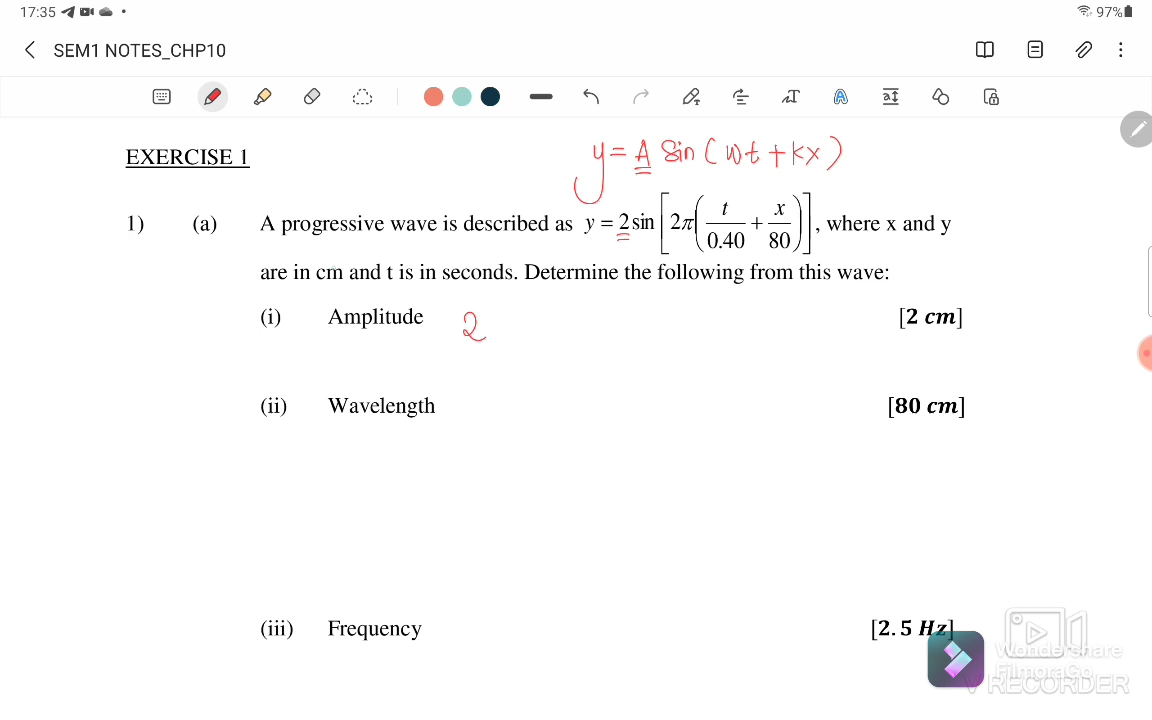 17:35 97%
SEM1 NOTES_CHP10
EXERCISE 1
y = A sin ( ωt + kx )
1) (a) A progressive wave is described as y = 2 sin [ 2π ( t/0.40 + x/80 ) ], where x and y
are in cm and t is in seconds. Determine the following from this wave:
(i) Amplitude 2 [2 cm]
(ii) Wavelength [80 cm]
(iii) Frequency [2.5 Hz]
Wondershare
FilmoraGo
V RECORDER